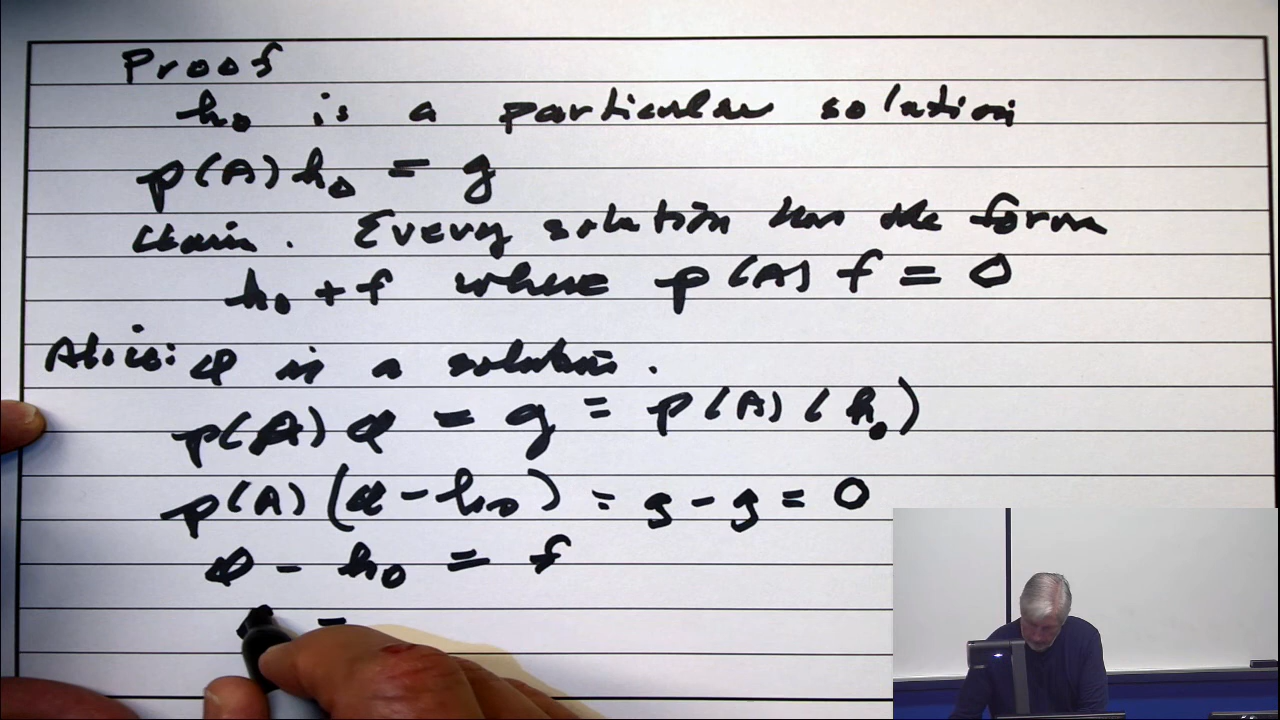 Proof
h₀ is a particular solution
p(A)h₀ = g
Claim. Every solution has the form
h₀ + f where p(A) f = 0
Alice: φ is a solution.
p(A) φ = g = p(A)(h₀)
p(A)(φ - h₀) = g - g = 0
φ - h₀ = f
=